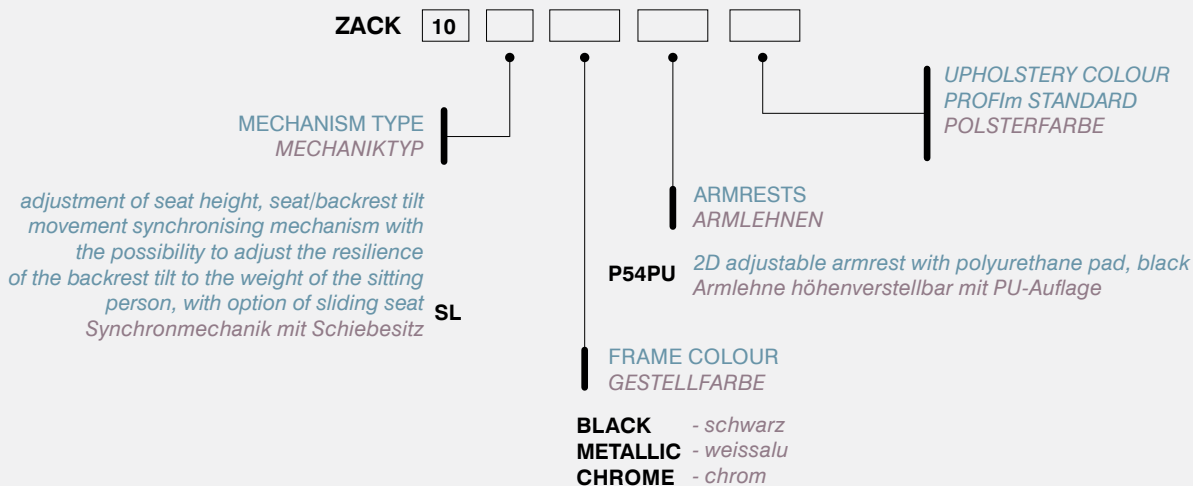 ZACK 10
MECHANISM TYPE
MECHANIKTYP
adjustment of seat height, seat/backrest tilt
movement synchronising mechanism with
the possibility to adjust the resilience
of the backrest tilt to the weight of the sitting
person, with option of sliding seat
Synchronmechanik mit Schiebesitz
SL
UPHOLSTERY COLOUR
PROFIm STANDARD
POLSTERFARBE
ARMRESTS
ARMLEHNEN
P54PU 2D adjustable armrest with polyurethane pad, black
Armlehne höhenverstellbar mit PU-Auflage
FRAME COLOUR
GESTELLFARBE
BLACK - schwarz
METALLIC - weissalu
CHROME - chrom